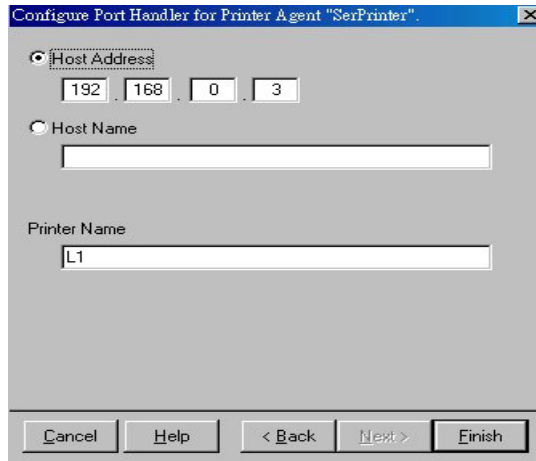 Configure Port Handler for Printer Agent "SerPrinter".
Host Address
192 . 168 . 0 . 3
Host Name
Printer Name
L1
Cancel Help < Back Next > Finish